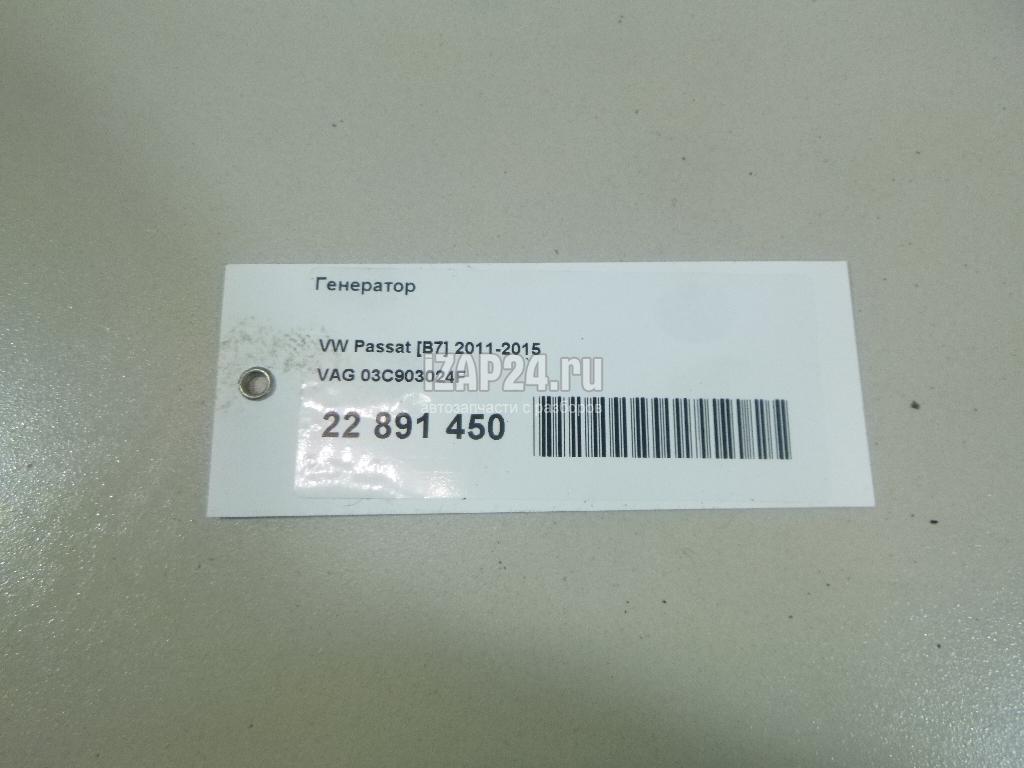 Генератор
VW Passat [B7] 2011-2015
iZAP24.ru
VAG 03C903024F
автозапчасти с разборов
22 891 450